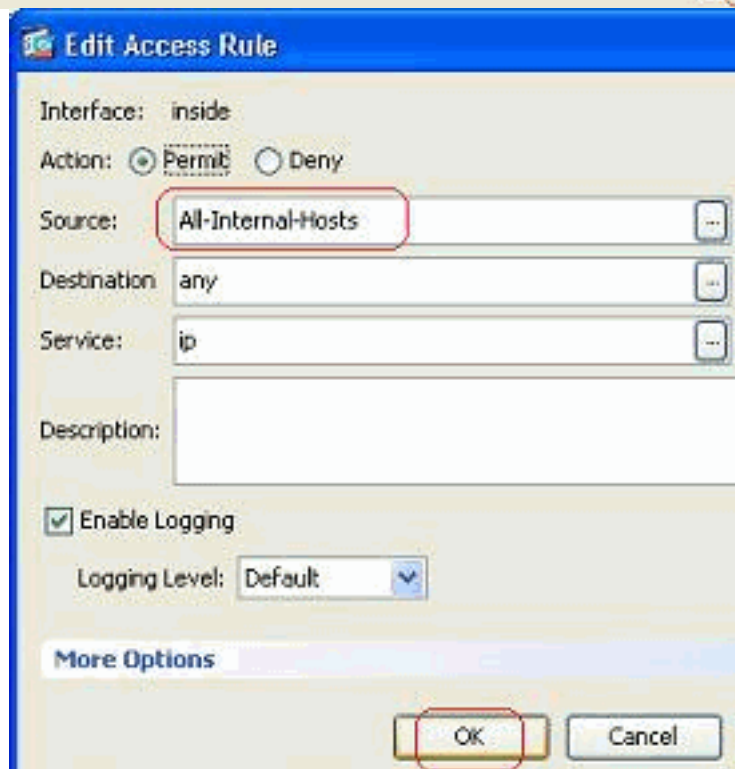 Edit Access Rule
Interface: inside
Action: Permit Deny
Source: All-Internal-Hosts ...
Destination any ...
Service: ip ...
Description:
Enable Logging
Logging Level: Default
More Options
OK Cancel